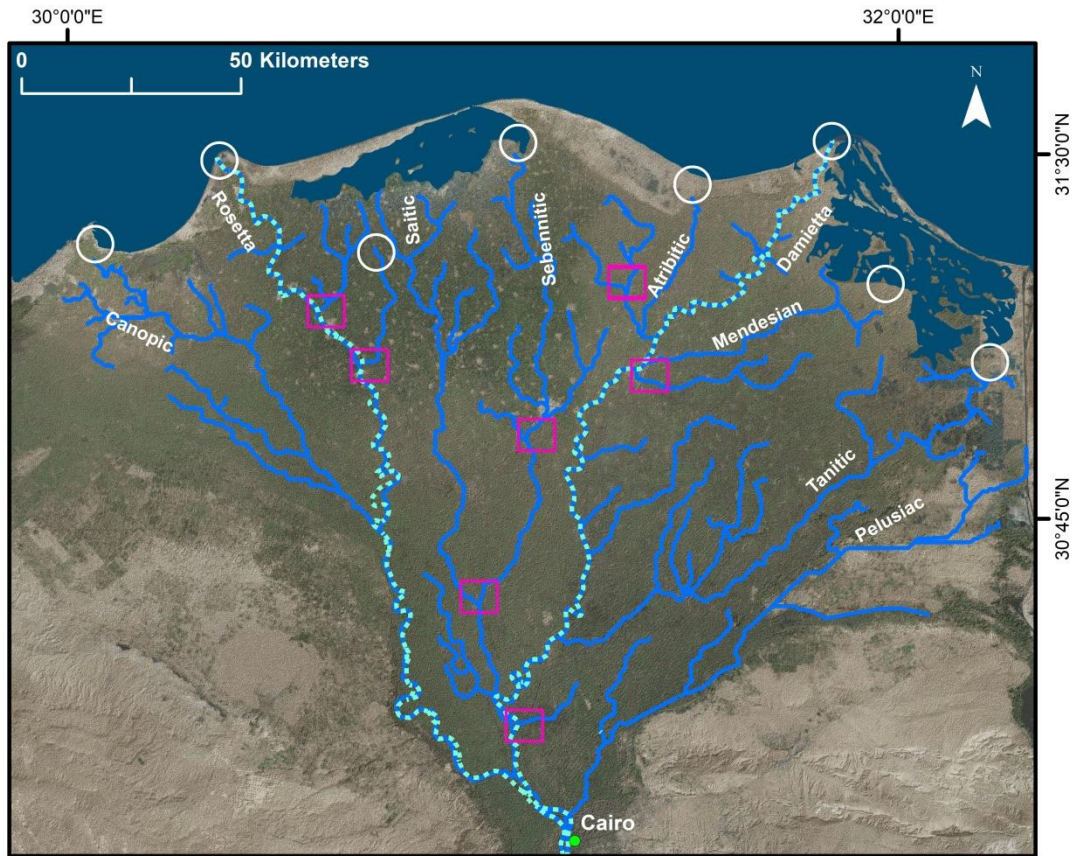 30°0'0"E
32°0'0"E
0
50 Kilometers
N
31°30'0"N
Rosetta
Saitic
Sebennitic
Atribitic
Damietta
Canopic
Mendesian
Tanitic
Pelusiac
30°45'0"N
Cairo